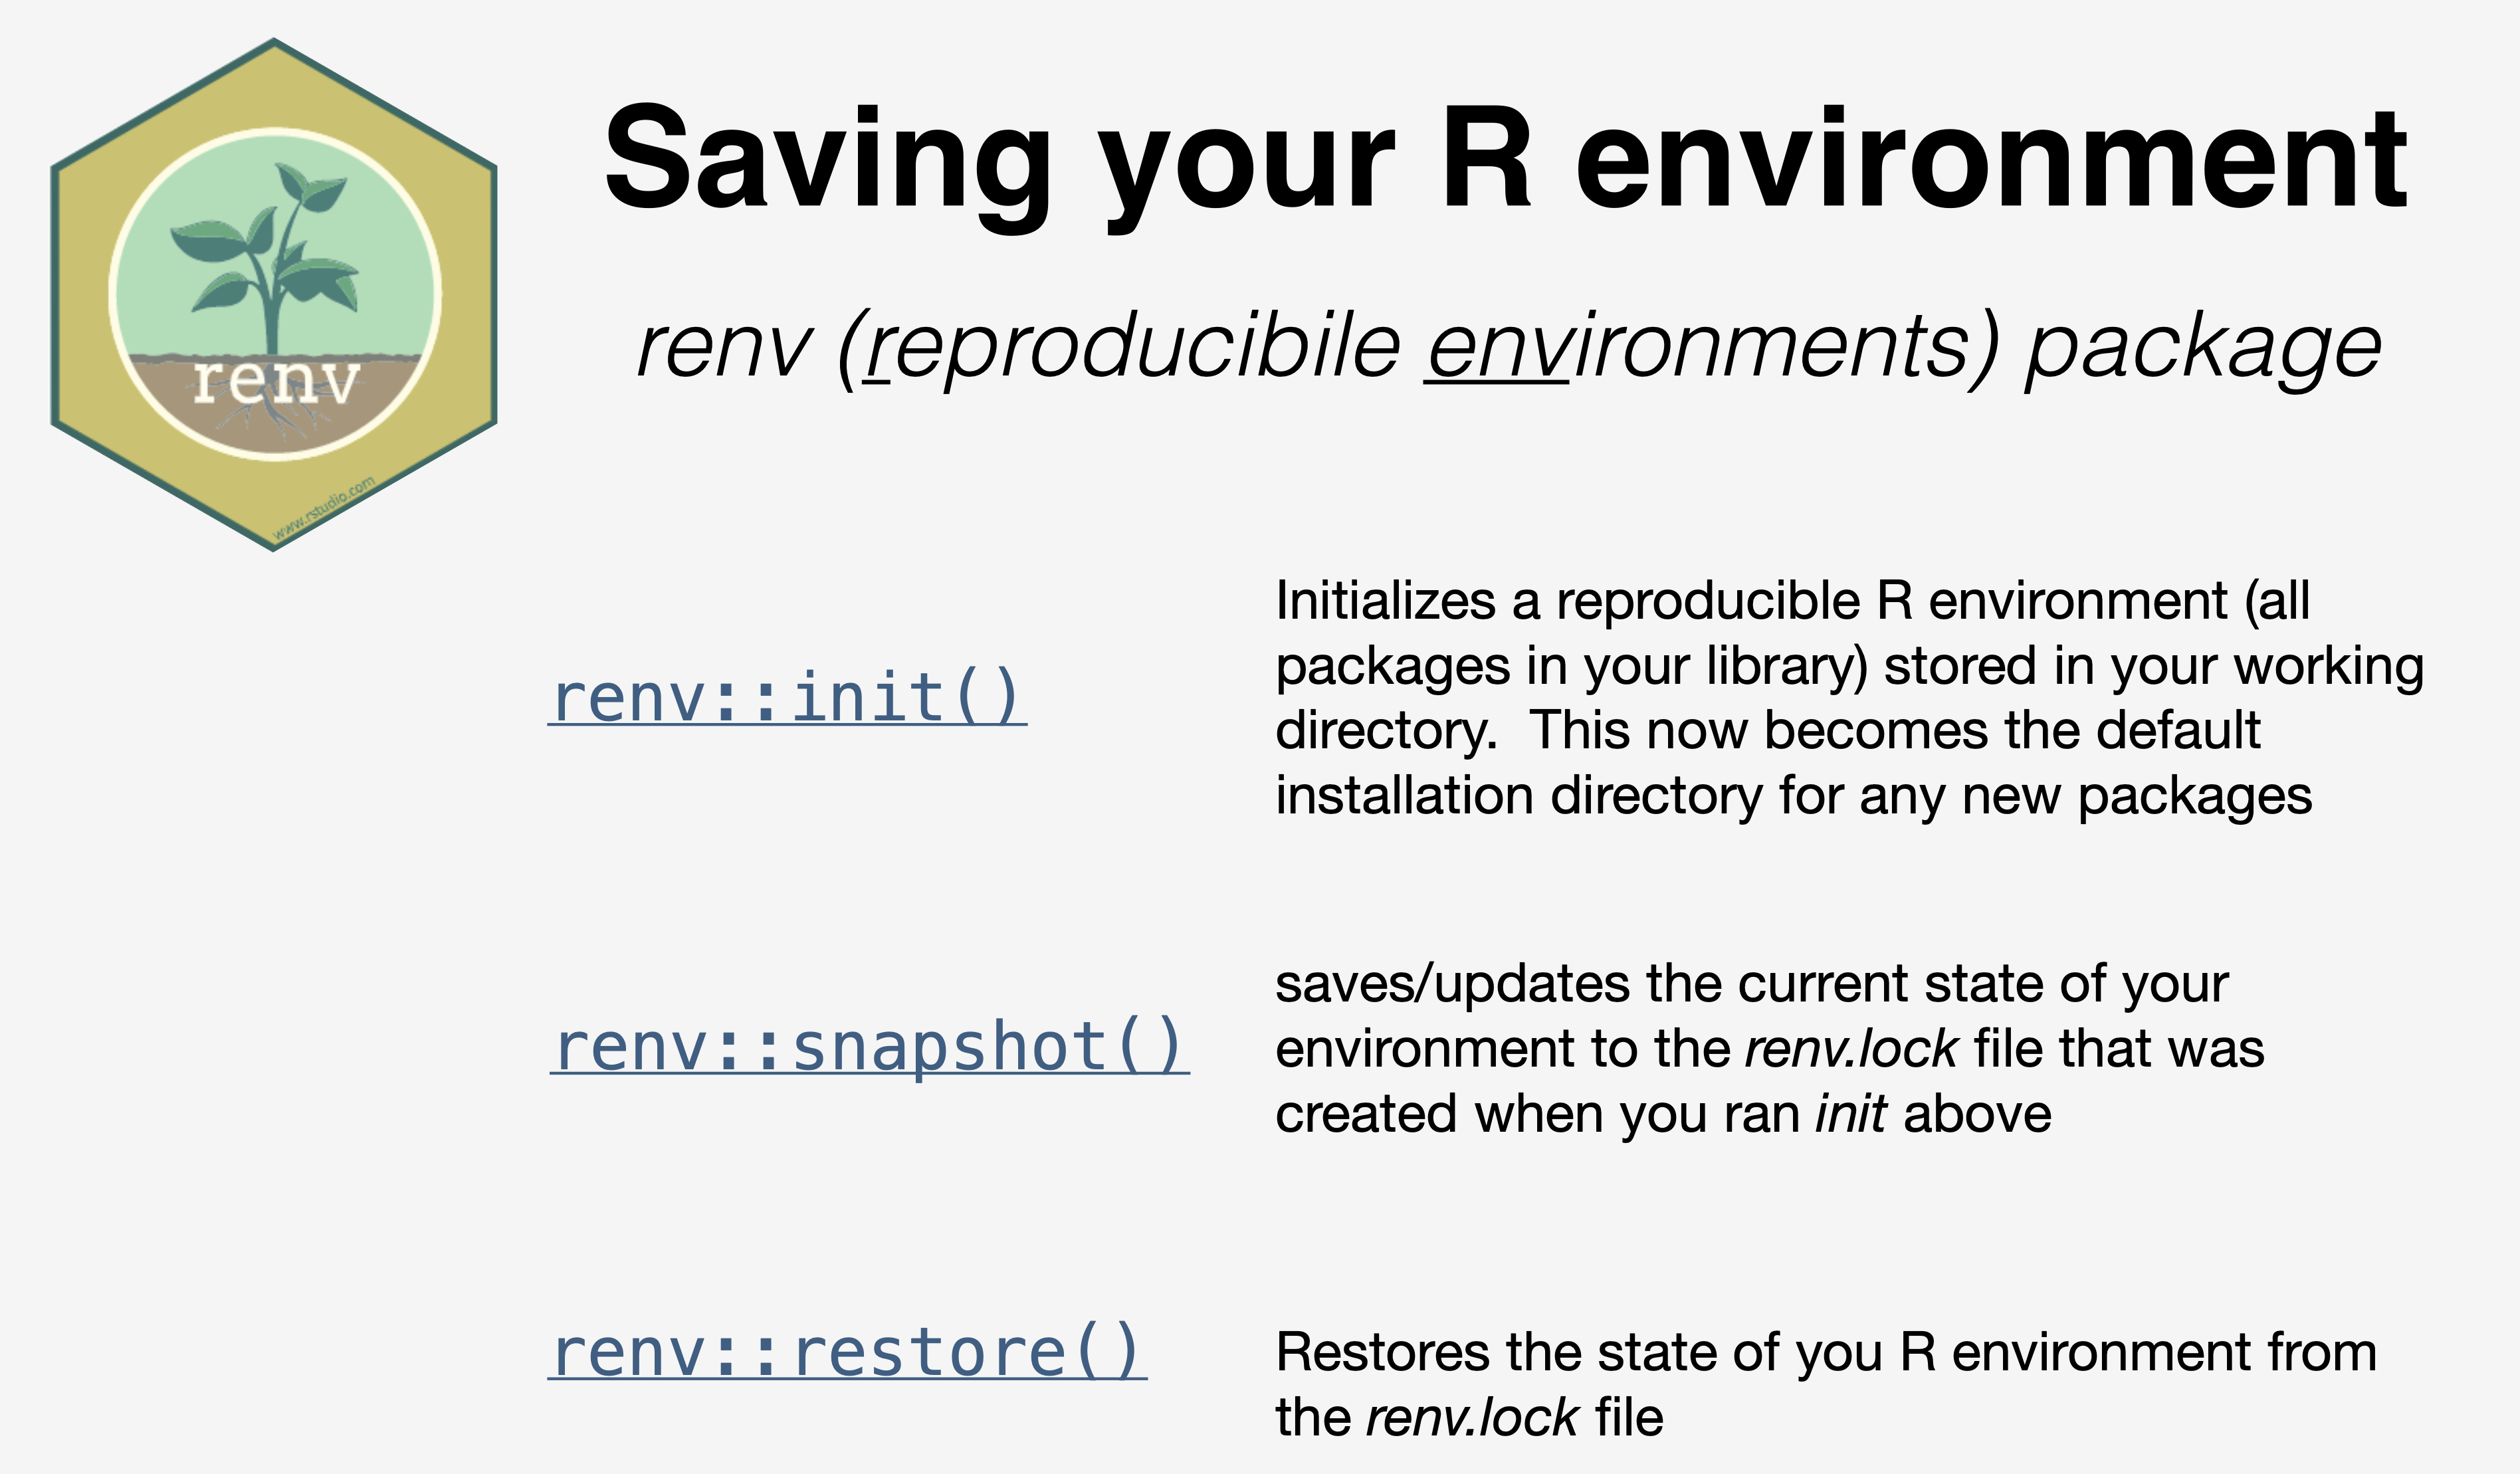 Saving your R environment
renv (reproducibile environments) package
renv
www.rstudio.com
renv::init()
Initializes a reproducible R environment (all
packages in your library) stored in your working
directory.  This now becomes the default
installation directory for any new packages
renv::snapshot()
saves/updates the current state of your
environment to the renv.lock file that was
created when you ran init above
renv::restore()
Restores the state of you R environment from
the renv.lock file